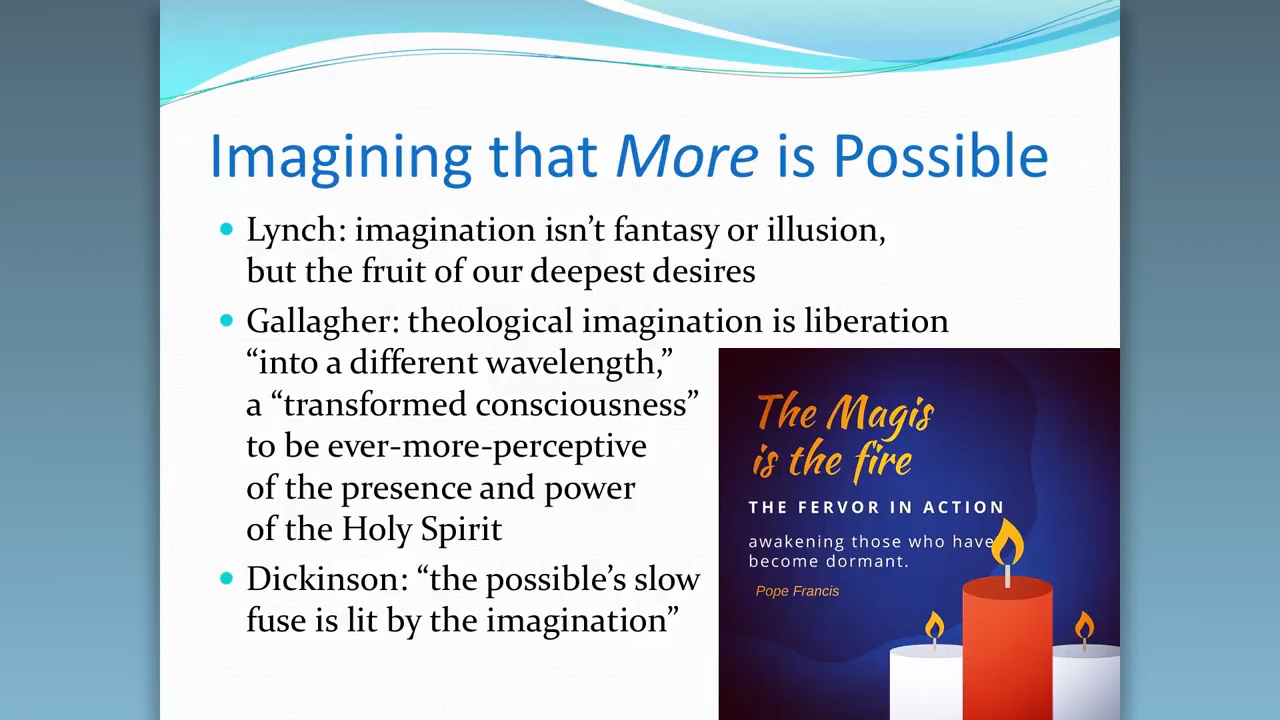 Imagining that More is Possible
• Lynch: imagination isn’t fantasy or illusion,
but the fruit of our deepest desires
• Gallagher: theological imagination is liberation
“into a different wavelength,”
a “transformed consciousness”
to be ever-more-perceptive
of the presence and power
of the Holy Spirit
• Dickinson: “the possible’s slow
fuse is lit by the imagination”
The Magis
is the fire
THE FERVOR IN ACTION
awakening those who have
become dormant.
Pope Francis